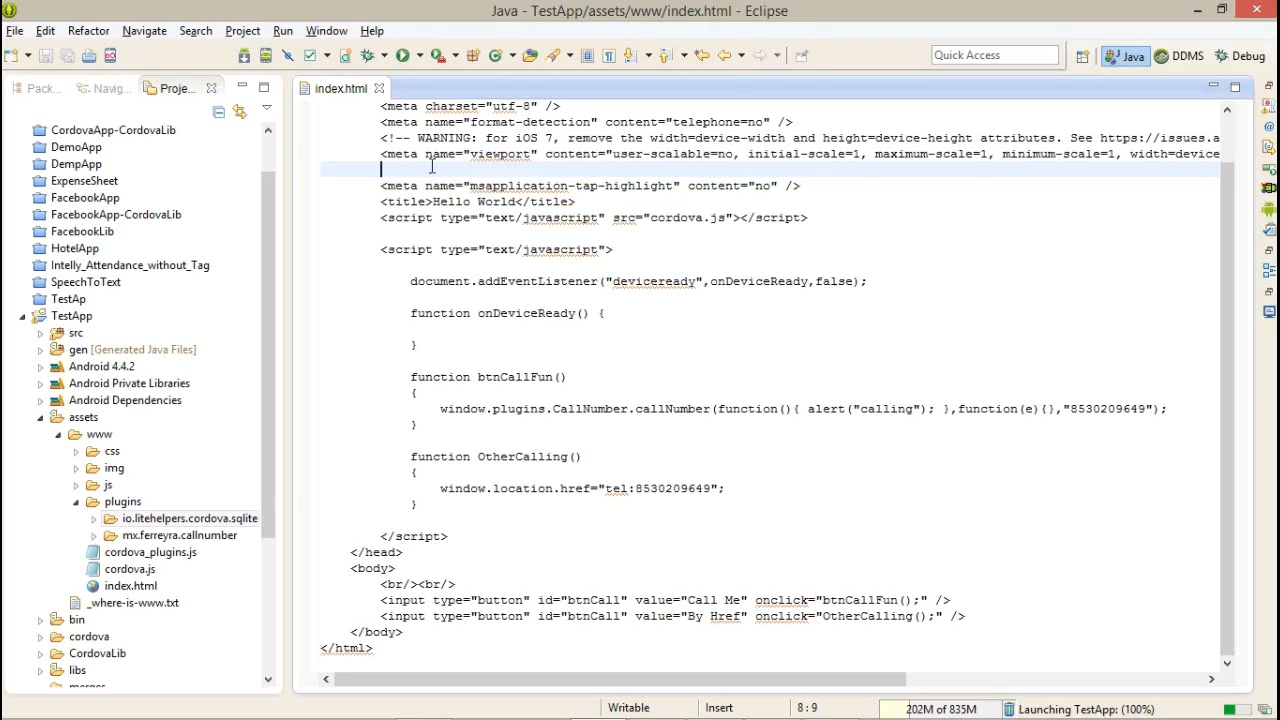 Java - TestApp/assets/www/index.html - Eclipse
File Edit Refactor Navigate Search Project Run Window Help
Quick Access
Java
DDMS
Debug
Pack...
Navig...
Proje...
index.html
CordovaApp-CordovaLib
DemoApp
DempApp
ExpenseSheet
FacebookApp
FacebookApp-CordovaLib
FacebookLib
HotelApp
Intelly_Attendance_without_Tag
SpeechToText
TestAp
TestApp
src
gen [Generated Java Files]
Android 4.4.2
Android Private Libraries
Android Dependencies
assets
www
css
img
js
plugins
io.litehelpers.cordova.sqlite
mx.ferreyra.callnumber
cordova_plugins.js
cordova.js
index.html
_where-is-www.txt
bin
cordova
CordovaLib
libs
merges
<meta charset="utf-8" />
<meta name="format-detection" content="telephone=no" />
<!-- WARNING: for iOS 7, remove the width=device-width and height=device-height attributes. See https://issues.a
<meta name="viewport" content="user-scalable=no, initial-scale=1, maximum-scale=1, minimum-scale=1, width=device
<meta name="msapplication-tap-highlight" content="no" />
<title>Hello World</title>
<script type="text/javascript" src="cordova.js"></script>
<script type="text/javascript">
document.addEventListener("deviceready",onDeviceReady,false);
function onDeviceReady() {
}
function btnCallFun()
{
window.plugins.CallNumber.callNumber(function(){ alert("calling"); },function(e){},"8530209649");
}
function OtherCalling()
{
window.location.href="tel:8530209649";
}
</script>
</head>
<body>
<br/><br/>
<input type="button" id="btnCall" value="Call Me" onclick="btnCallFun();" />
<input type="button" id="btnCall" value="By Href" onclick="OtherCalling();" />
</body>
</html>
Writable
Insert
8 : 9
202M of 835M
Launching TestApp: (100%)